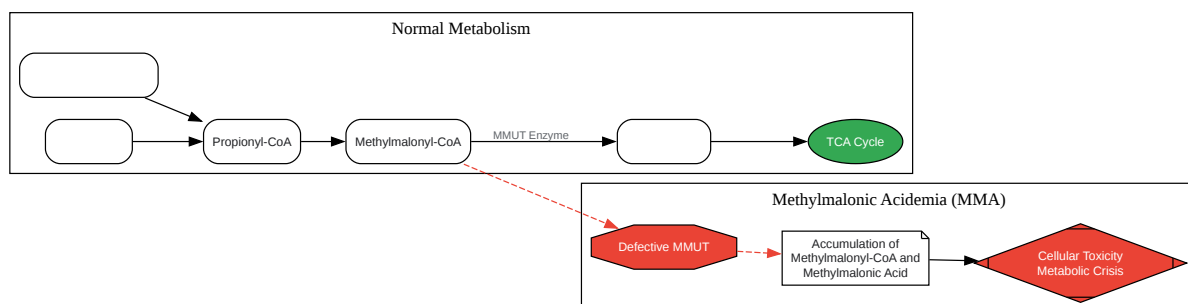 Normal Metabolism
Propionyl-CoA
Methylmalonyl-CoA
MMUT Enzyme
TCA Cycle
Methylmalonic Acidemia (MMA)
Defective MMUT
Accumulation of
Methylmalonyl-CoA and
Methylmalonic Acid
Cellular Toxicity
Metabolic Crisis